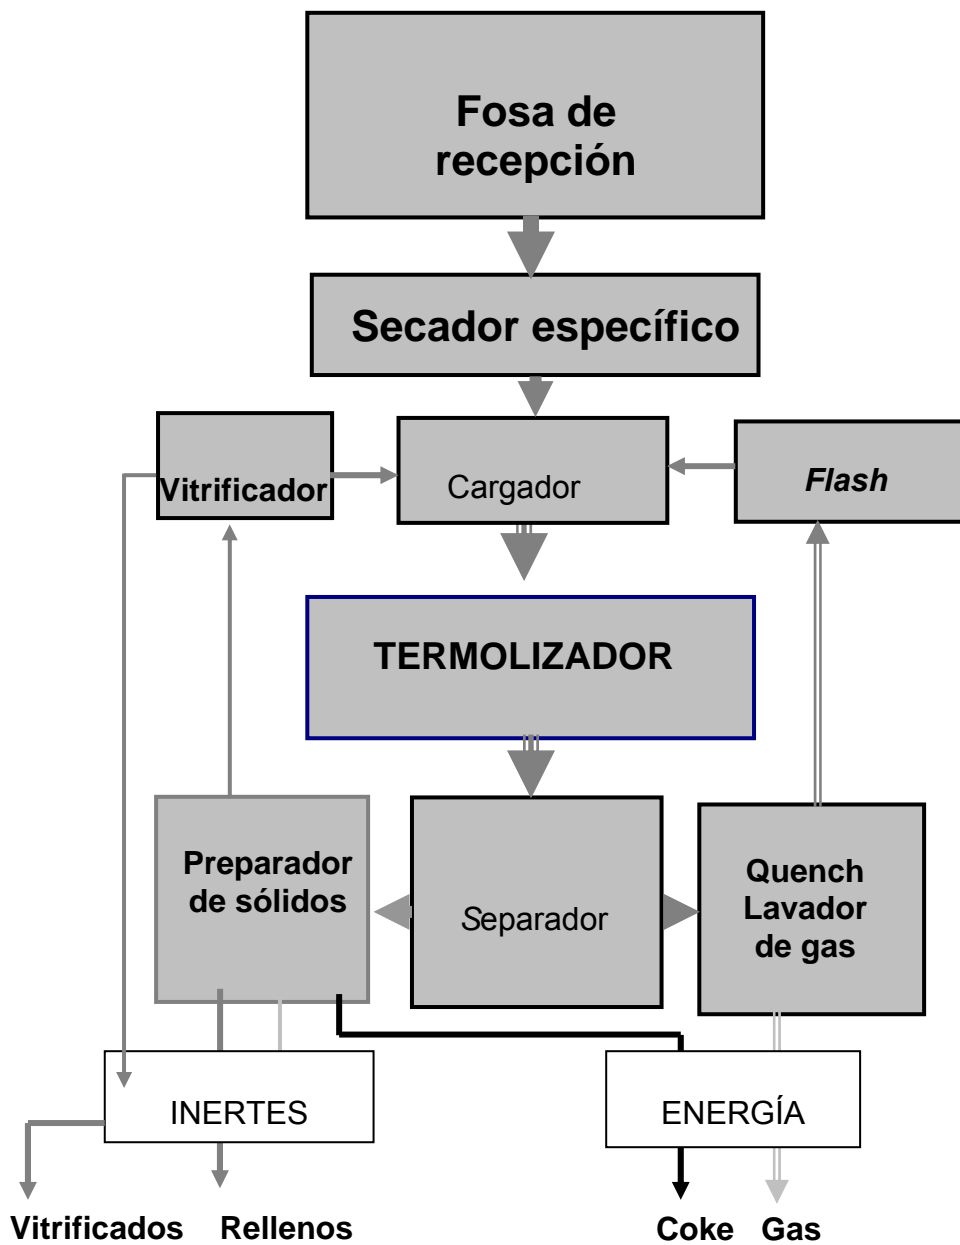 Fosa de
recepción
Secador específico
Vitrificador
Cargador
Flash
TERMOLIZADOR
Preparador
de sólidos
Separador
Quench
Lavador
de gas
INERTES
ENERGÍA
Vitrificados
Rellenos
Coke
Gas